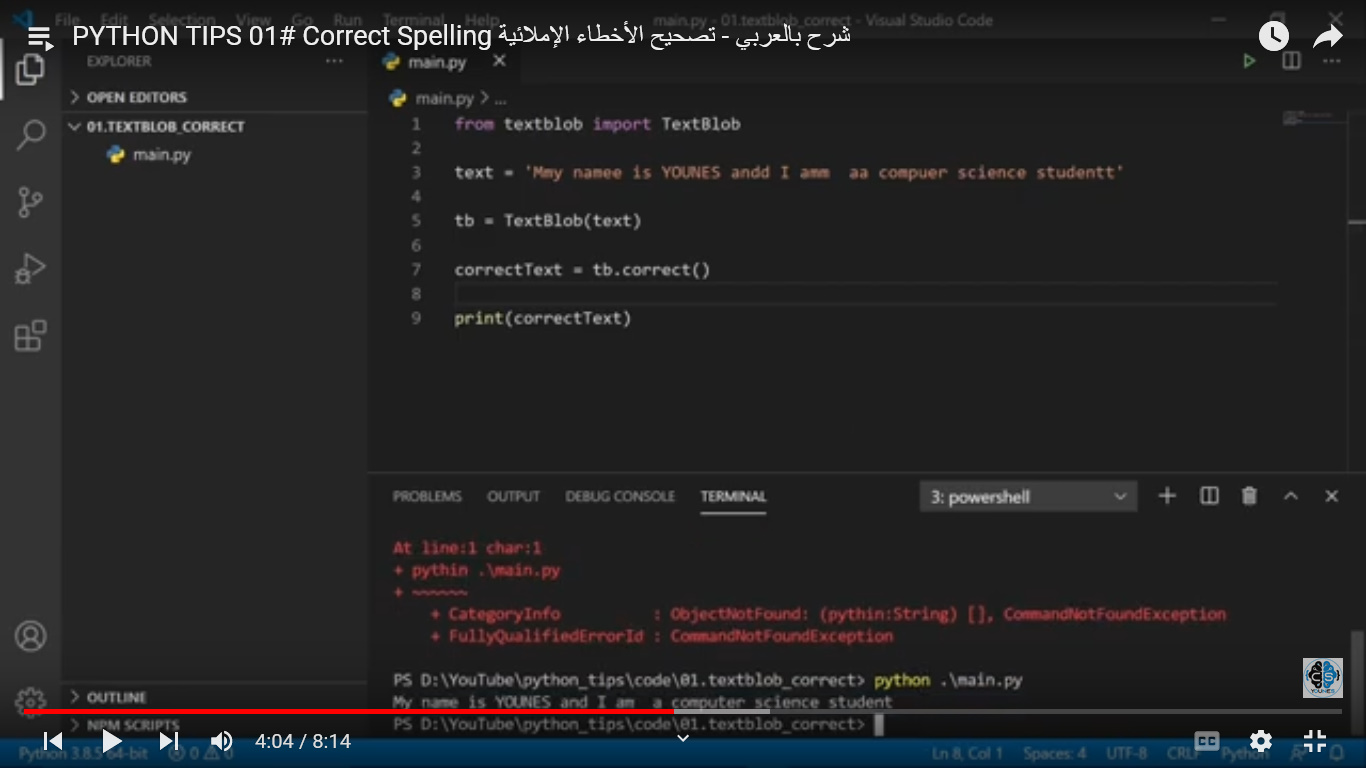 File Edit Selection View Go Run Terminal Help main.py - 01.textblob_correct - Visual Studio Code
PYTHON TIPS 01# Correct Spelling شرح بالعربي - تصحيح الأخطاء الإملائية
EXPLORER
main.py
OPEN EDITORS
01.TEXTBLOB_CORRECT
main.py
main.py > ...
1 from textblob import TextBlob
2
3 text = 'Mmy namee is YOUNES andd I amm  aa compuer science studentt'
4
5 tb = TextBlob(text)
6
7 correctText = tb.correct()
8
9 print(correctText)
PROBLEMS OUTPUT DEBUG CONSOLE TERMINAL 3: powershell
At line:1 char:1
+ pythin .\main.py
+ ~~~~~~
+ CategoryInfo : ObjectNotFound: (pythin:String) [], CommandNotFoundException
+ FullyQualifiedErrorId : CommandNotFoundException
PS D:\YouTube\python_tips\code\01.textblob_correct> python .\main.py
My name is YOUNES and I am  a computer science student
PS D:\YouTube\python_tips\code\01.textblob_correct>
OUTLINE
NPM SCRIPTS
CS
YOUNES
4:04 / 8:14
CC
Python 3.8.5 64-bit 0 0 Ln 8, Col 1 Spaces: 4 UTF-8 CRLF Python